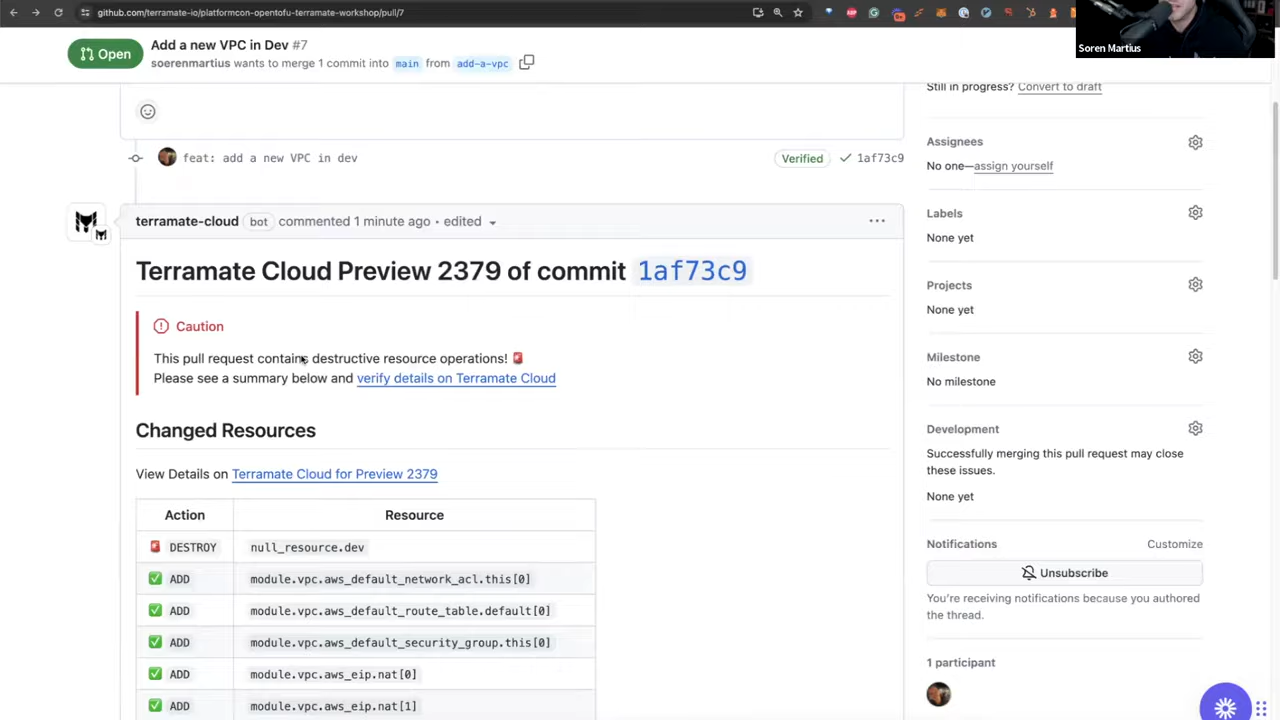 github.com/terramate-io/platformcon-opentofu-terramate-workshop/pull/7
Soren Martius
Open
Add a new VPC in Dev #7
soerenmartius wants to merge 1 commit into main from add-a-vpc
Still in progress? Convert to draft
feat: add a new VPC in dev
Verified
1af73c9
Assignees
No one—assign yourself
terramate-cloud bot commented 1 minute ago • edited
Labels
None yet
Terramate Cloud Preview 2379 of commit 1af73c9
Projects
None yet
Caution
This pull request contains destructive resource operations! 🚨
Please see a summary below and verify details on Terramate Cloud
Milestone
No milestone
Changed Resources
Development
Successfully merging this pull request may close
these issues.
None yet
View Details on Terramate Cloud for Preview 2379
Action Resource
🚨 DESTROY null_resource.dev
✅ ADD module.vpc.aws_default_network_acl.this[0]
✅ ADD module.vpc.aws_default_route_table.default[0]
✅ ADD module.vpc.aws_default_security_group.this[0]
✅ ADD module.vpc.aws_eip.nat[0]
✅ ADD module.vpc.aws_eip.nat[1]
Notifications Customize
Unsubscribe
You're receiving notifications because you authored
the thread.
1 participant